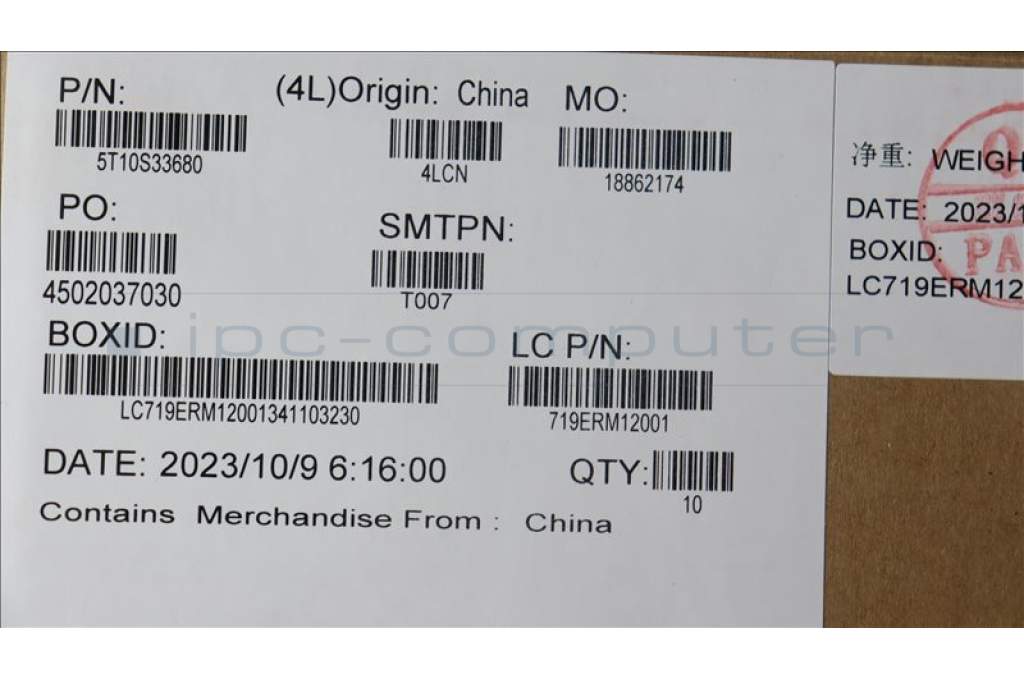 P/N: (4L)Origin: China MO:
5T10S33680 4LCN 18862174
PO: SMTPN:
4502037030 T007
BOXID: LC P/N:
LC719ERM12001341103230 719ERM12001
DATE: 2023/10/9 6:16:00 QTY:
10
Contains Merchandise From : China
净重: WEIGH
DATE: 2023/1
BOXID:
LC719ERM12
Q
PA
ipc-computer